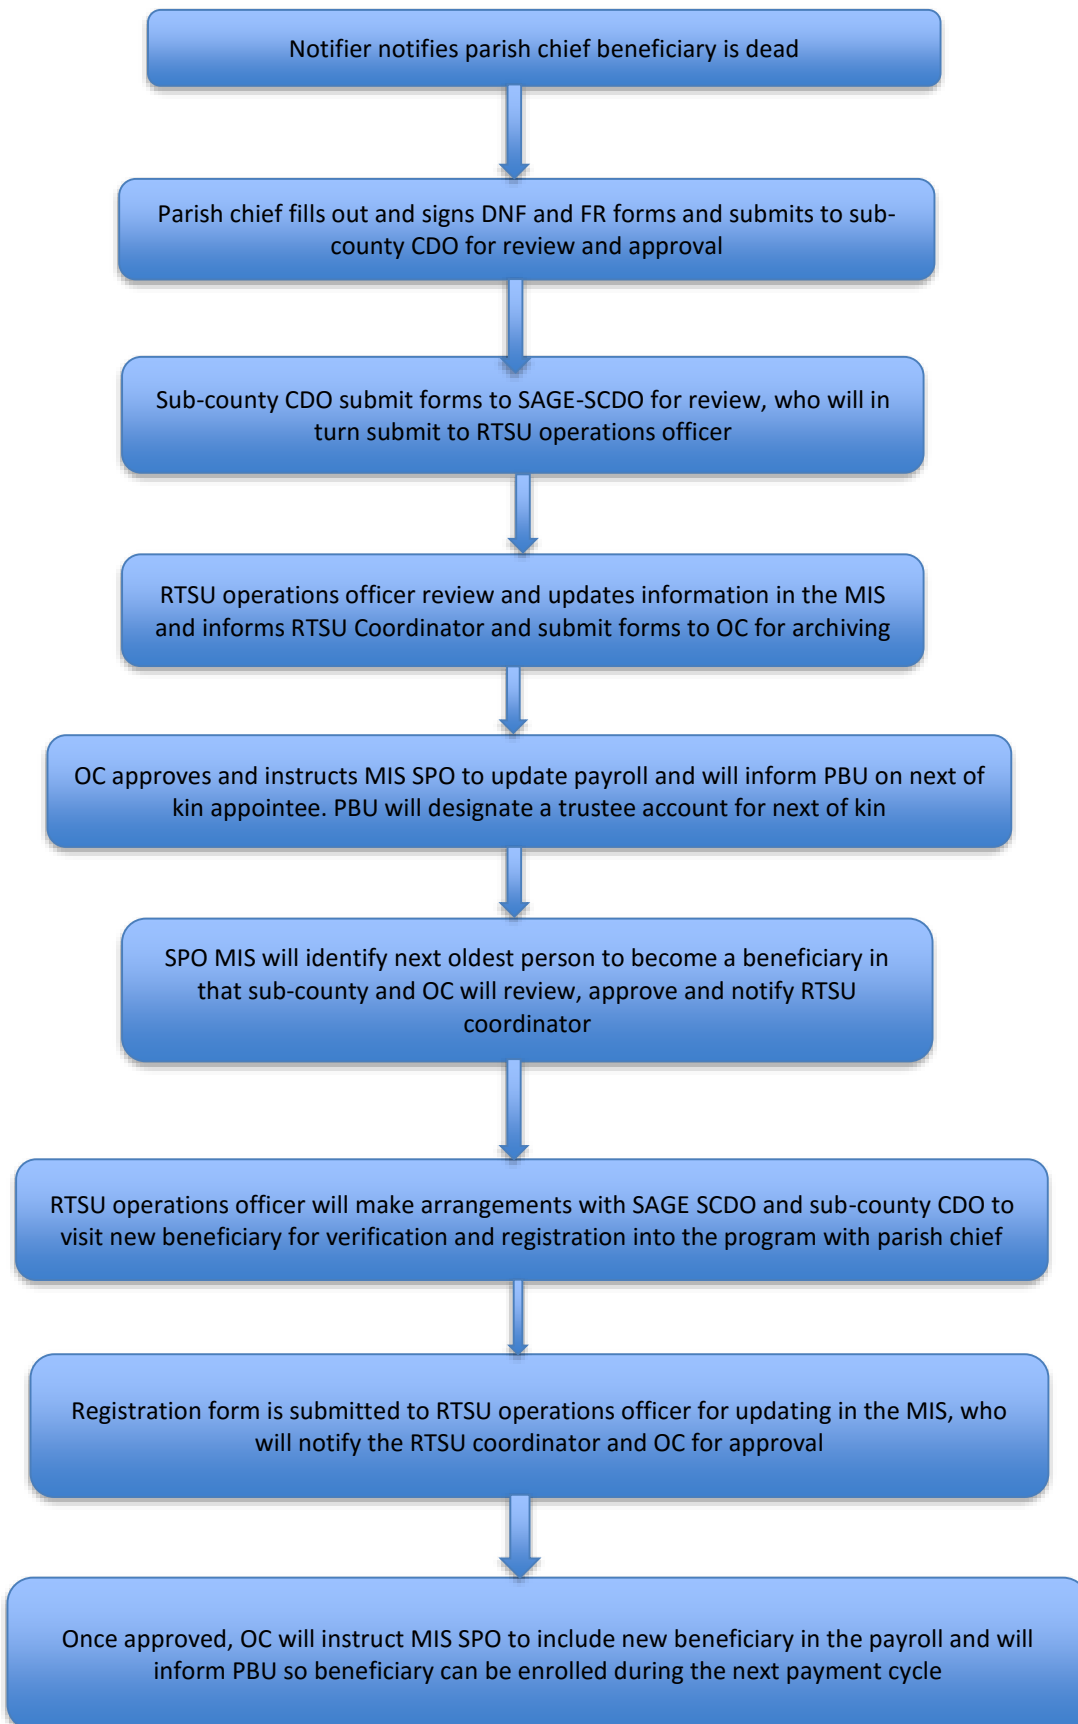 Notifier notifies parish chief beneficiary is dead
Parish chief fills out and signs DNF and FR forms and submits to sub-
county CDO for review and approval
Sub-county CDO submit forms to SAGE-SCDO for review, who will in
turn submit to RTSU operations officer
RTSU operations officer review and updates information in the MIS
and informs RTSU Coordinator and submit forms to OC for archiving
OC approves and instructs MIS SPO to update payroll and will inform PBU on next of
kin appointee. PBU will designate a trustee account for next of kin
SPO MIS will identify next oldest person to become a beneficiary in
that sub-county and OC will review, approve and notify RTSU
coordinator
RTSU operations officer will make arrangements with SAGE SCDO and sub-county CDO to
visit new beneficiary for verification and registration into the program with parish chief
Registration form is submitted to RTSU operations officer for updating in the MIS, who
will notify the RTSU coordinator and OC for approval
Once approved, OC will instruct MIS SPO to include new beneficiary in the payroll and will
inform PBU so beneficiary can be enrolled during the next payment cycle